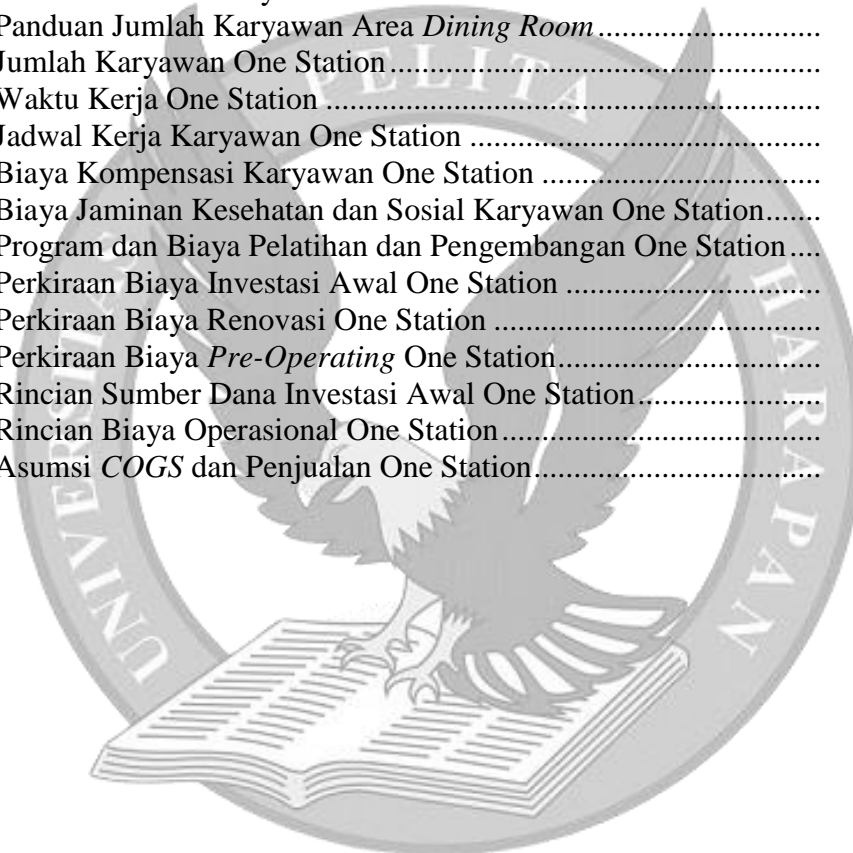 Panduan Jumlah Karyawan Area Dining Room..........................
Jumlah Karyawan One Station..................................................
Waktu Kerja One Station .........................................................
Jadwal Kerja Karyawan One Station ........................................
Biaya Kompensasi Karyawan One Station ................................
Biaya Jaminan Kesehatan dan Sosial Karyawan One Station.......
Program dan Biaya Pelatihan dan Pengembangan One Station....
Perkiraan Biaya Investasi Awal One Station .............................
Perkiraan Biaya Renovasi One Station .....................................
Perkiraan Biaya Pre-Operating One Station..............................
Rincian Sumber Dana Investasi Awal One Station.....................
Rincian Biaya Operasional One Station.....................................
Asumsi COGS dan Penjualan One Station.................................
UNIVERSITAS PELITA HARAPAN